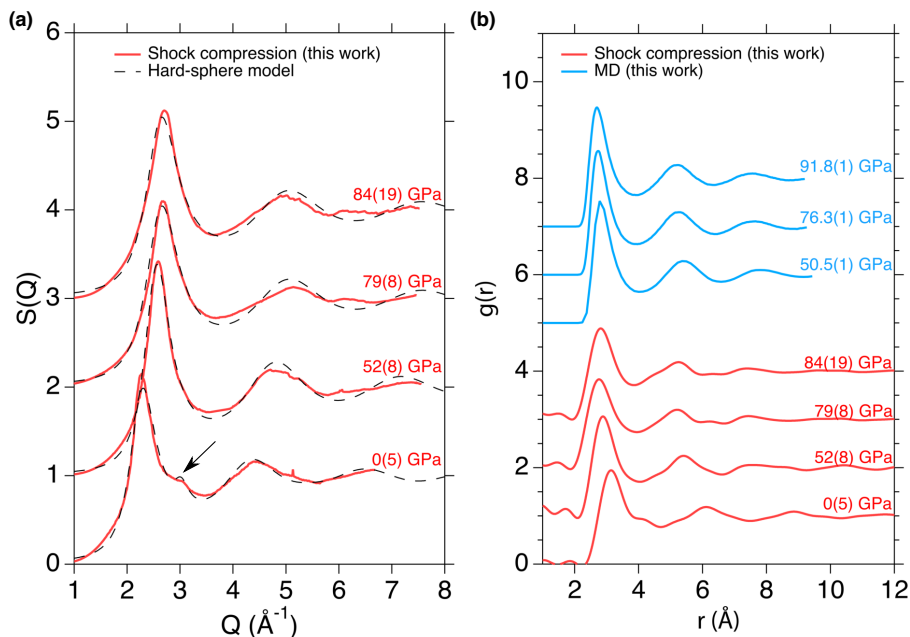 (a)
Shock compression (this work)
Hard-sphere model
84(19) GPa
79(8) GPa
52(8) GPa
0(5) GPa
S(Q)
6
5
4
3
2
1
0
1 2 3 4 5 6 7 8
Q (Å⁻¹)
(b)
Shock compression (this work)
MD (this work)
91.8(1) GPa
76.3(1) GPa
50.5(1) GPa
84(19) GPa
79(8) GPa
52(8) GPa
0(5) GPa
g(r)
10
8
6
4
2
0
2 4 6 8 10 12
r (Å)